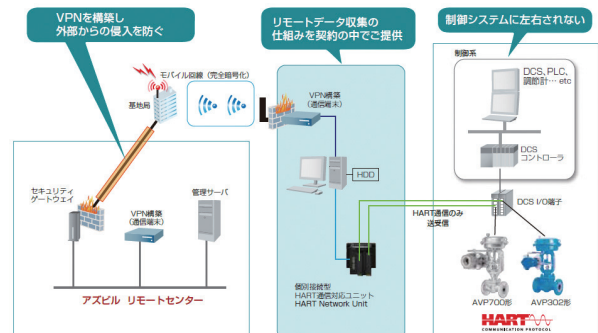 VPNを構築し
外部からの侵入を防ぐ
リモートデータ収集の
仕組みを契約の中でご提供
制御システムに左右されない
モバイル回線（完全暗号化）
基地局
VPN構築
（通信端末）
制御系
DCS、PLC、
調節計… etc
DCS
コントローラ
HDD
セキュリティ
ゲートウェイ
VPN構築
（通信端末）
管理サーバ
アズビル リモートセンター
HART通信のみ
送受信
DCS I/O端子
個別接続型
HART通信対応ユニット
HART Network Unit
AVP700形
AVP302形
HART
COMMUNICATION PROTOCOL